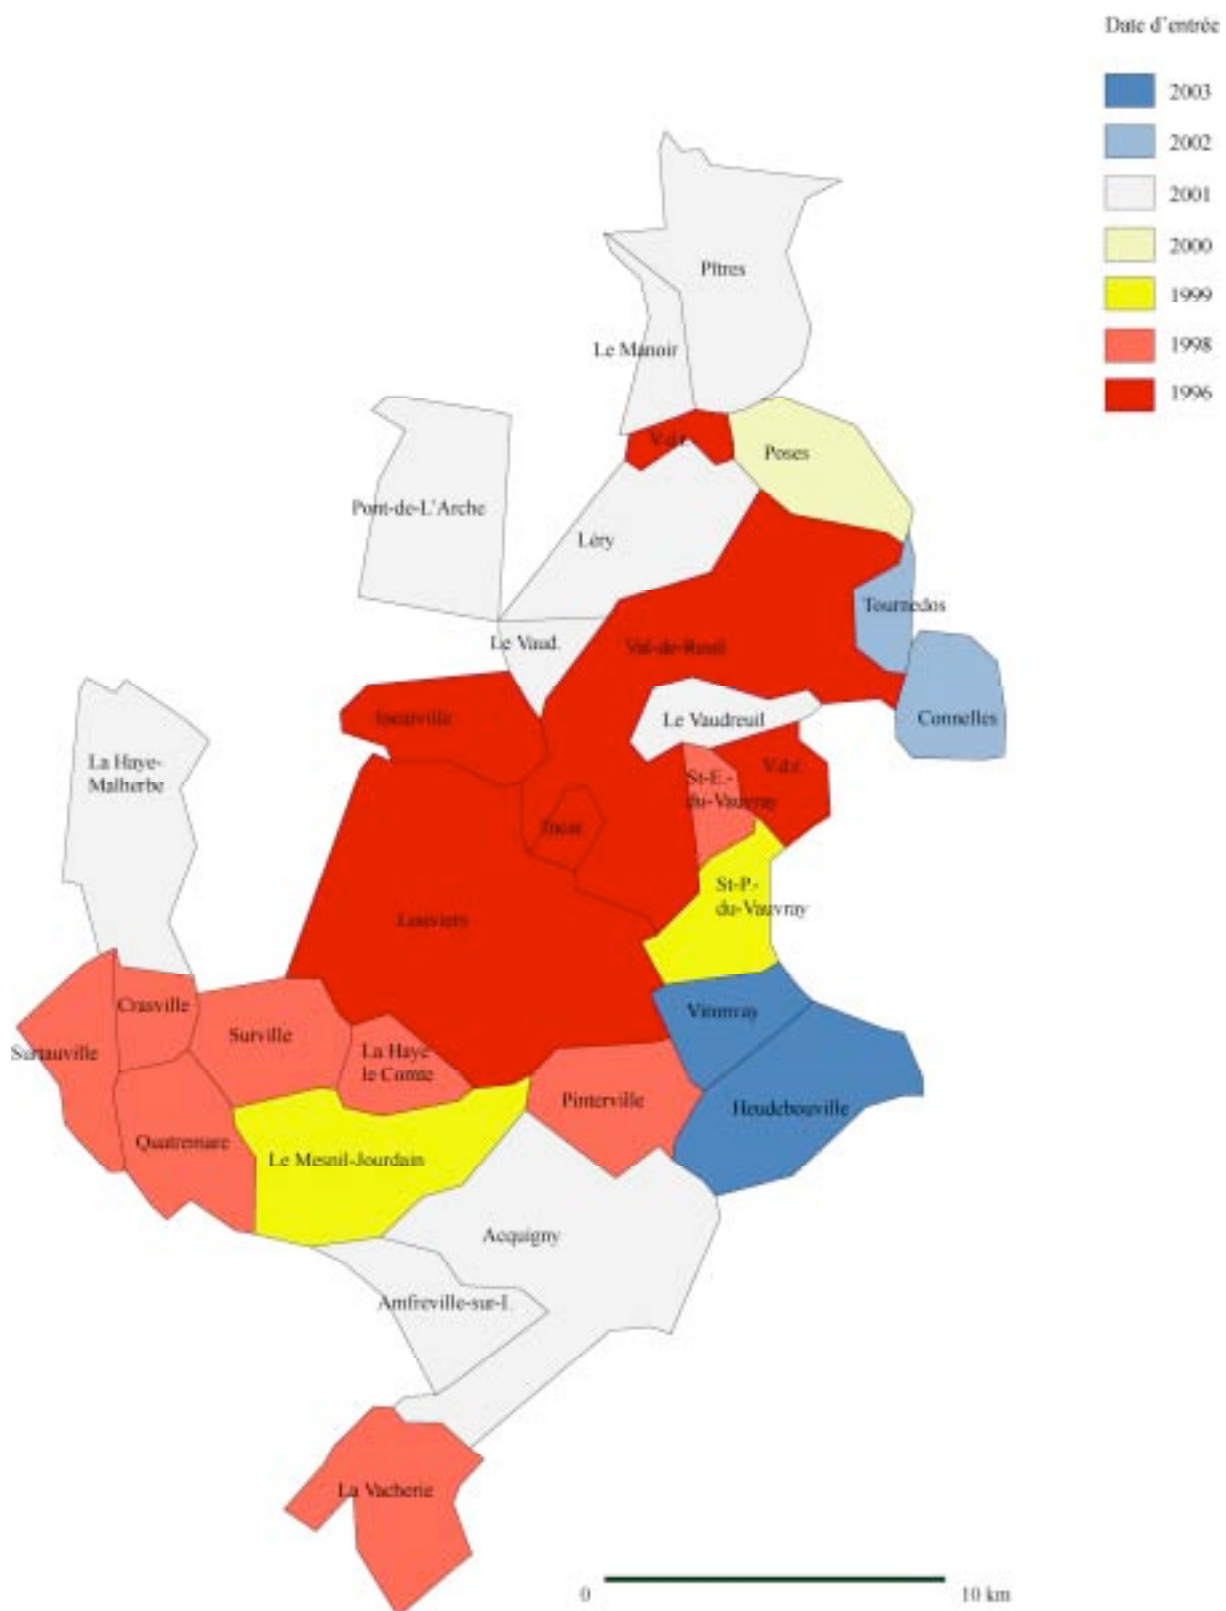 Date d'entrée
2003
2002
2001
2000
1999
1998
1996
Pîtres
Le Manoir
V.d.r.
Poses
Pont-de-L'Arche
Léry
Tournedos
Le Vaud.
Val-de-Reuil
Incarville
Le Vaudreuil
Connelles
La Haye-
Malherbe
V.d.r.
St-E.-
du-Vauvray
Incar.
St-P.-
du-Vauvray
Louviers
Crasville
Surville
Vironvay
Surtauville
La Haye
le Comte
Pinterville
Heudebouville
Quatremare
Le Mesnil-Jourdain
Acquigny
Amfreville-sur-I.
La Vacherie
0
10 km